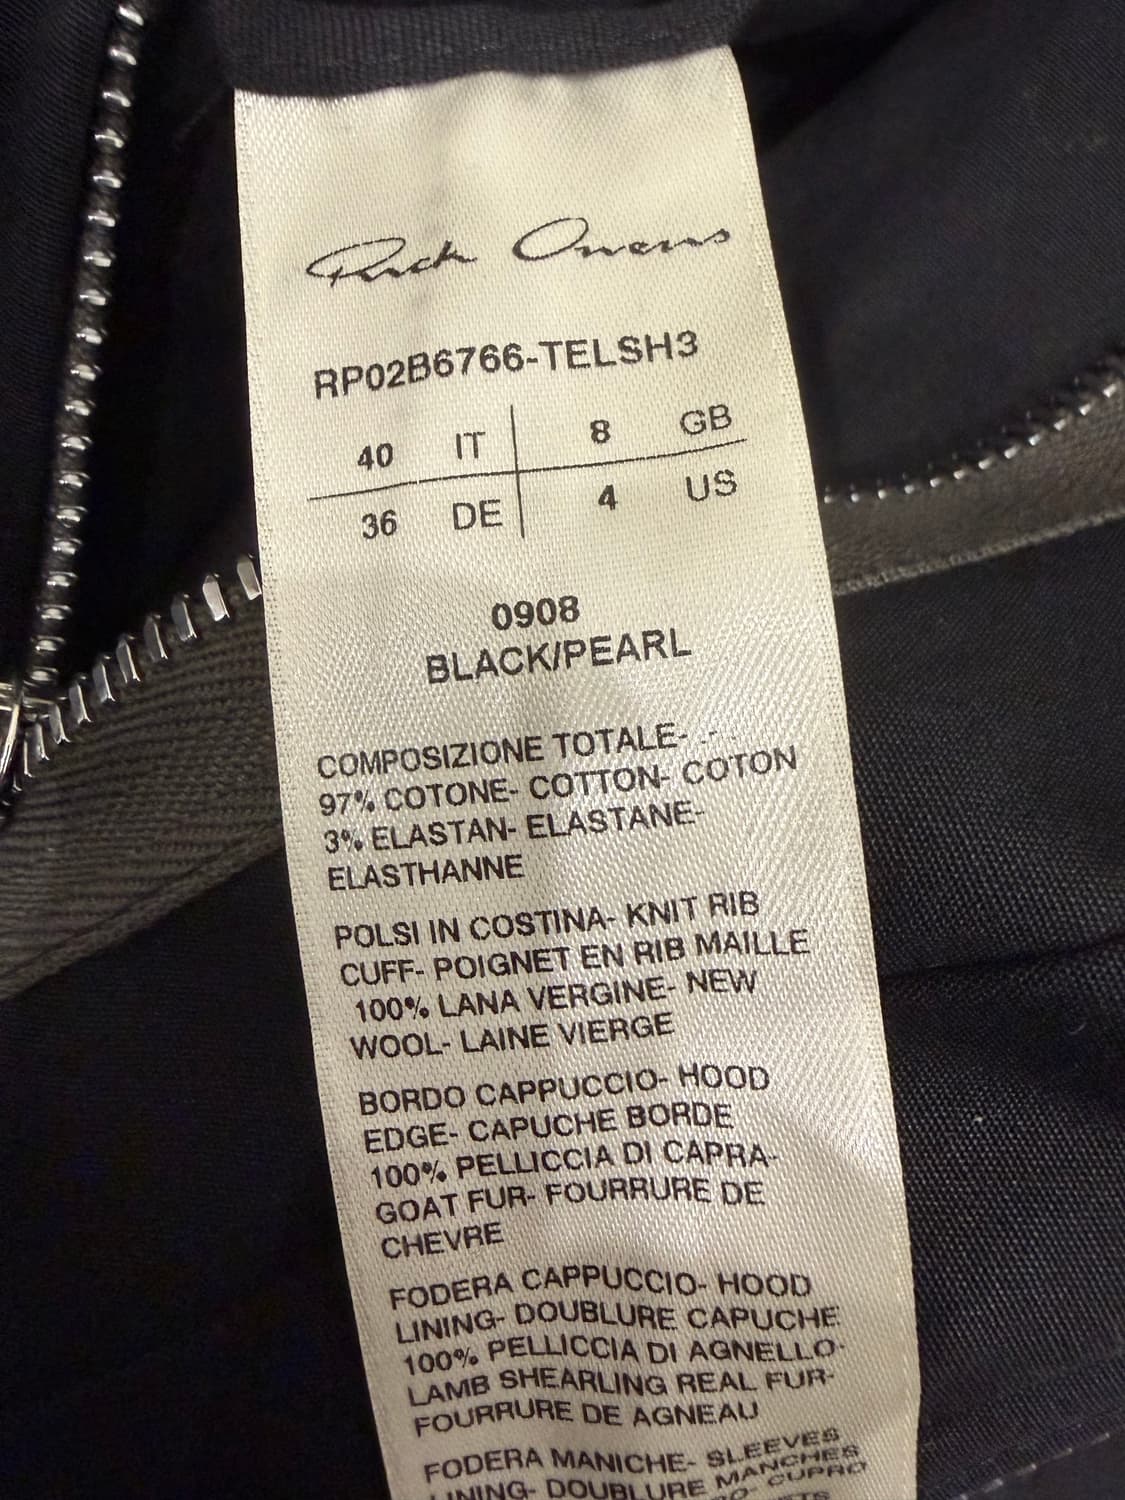 Rick Owens
RP02B6766-TELSH3
40 IT 8 GB
36 DE 4 US
0908
BLACK/PEARL
COMPOSIZIONE TOTALE-
97% COTONE- COTTON- COTON
3% ELASTAN- ELASTANE-
ELASTHANNE
POLSI IN COSTINA- KNIT RIB
CUFF- POIGNET EN RIB MAILLE
100% LANA VERGINE- NEW
WOOL- LAINE VIERGE
BORDO CAPPUCCIO- HOOD
EDGE- CAPUCHE BORDE
100% PELLICCIA DI CAPRA-
GOAT FUR- FOURRURE DE
CHEVRE
FODERA CAPPUCCIO- HOOD
LINING- DOUBLURE CAPUCHE
100% PELLICCIA DI AGNELLO-
LAMB SHEARLING REAL FUR-
FOURRURE DE AGNEAU
FODERA MANICHE- SLEEVES
LINING- DOUBLURE MANCHES
CUPRO